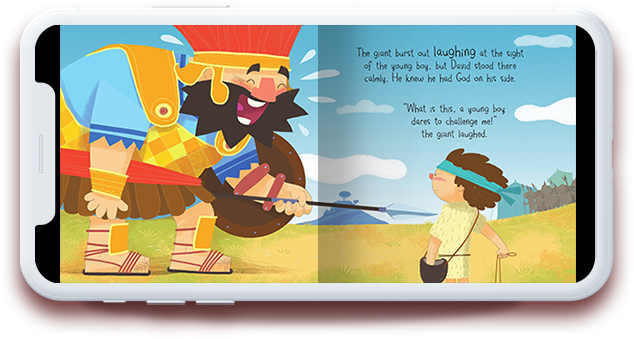 The giant burst out laughing at the sight
of the young boy, but David stood there
calmly. He knew he had God on his side.
"What is this, a young boy
dares to challenge me!"
the giant laughed.